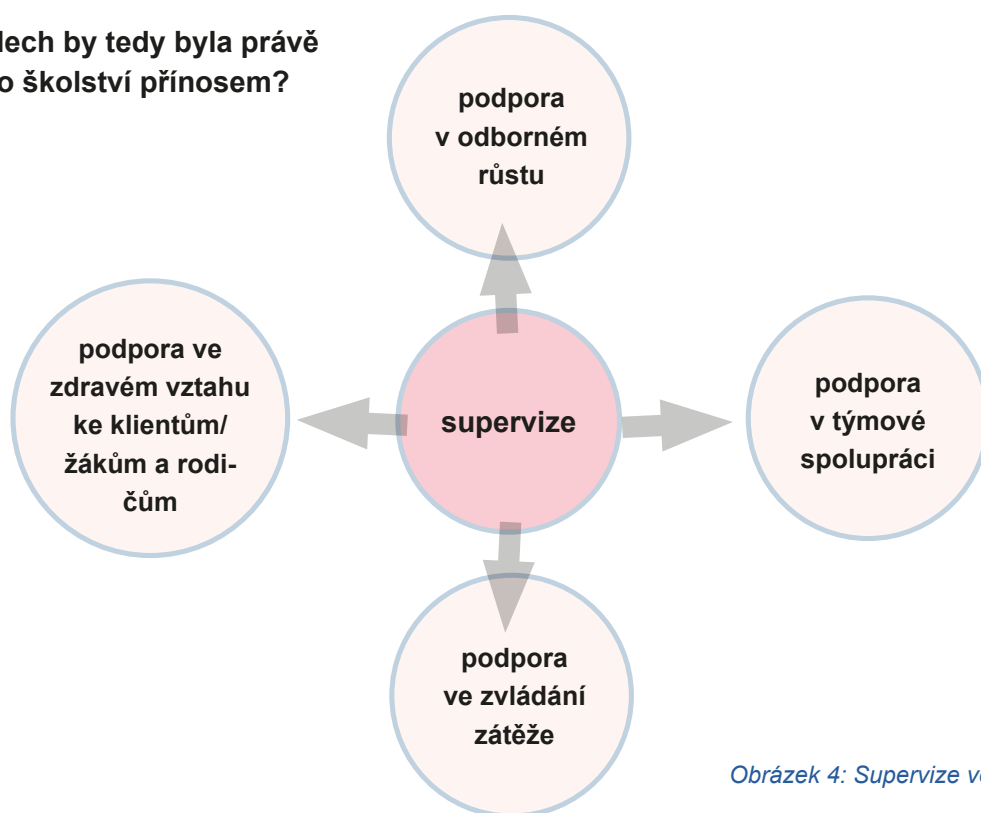 lech by tedy byla právě
o školství přínosem?
podpora
v odborném
růstu
podpora ve
zdravém vztahu
ke klientům/
žákům a rodi-
čům
supervize
podpora
v týmové
spolupráci
podpora
ve zvládání
zátěže
Obrázek 4: Supervize ve